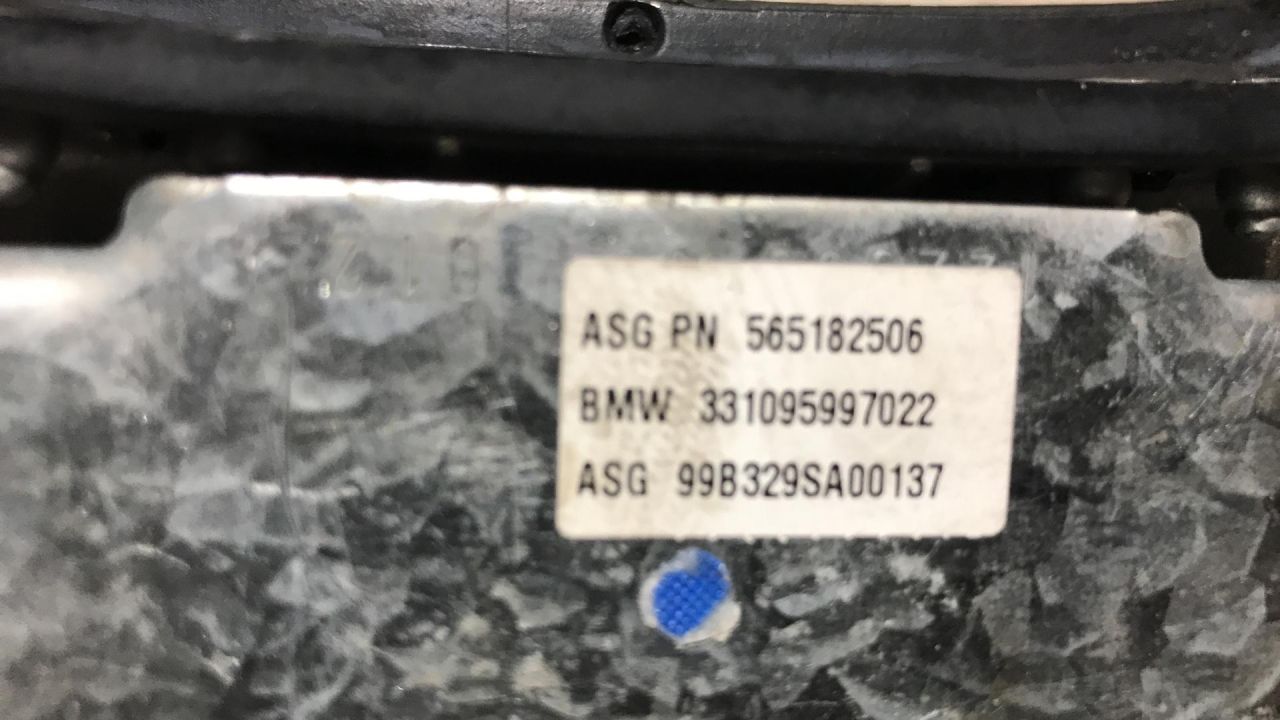 ASG PN 565182506
BMW 331095997022
ASG 99B329SA00137